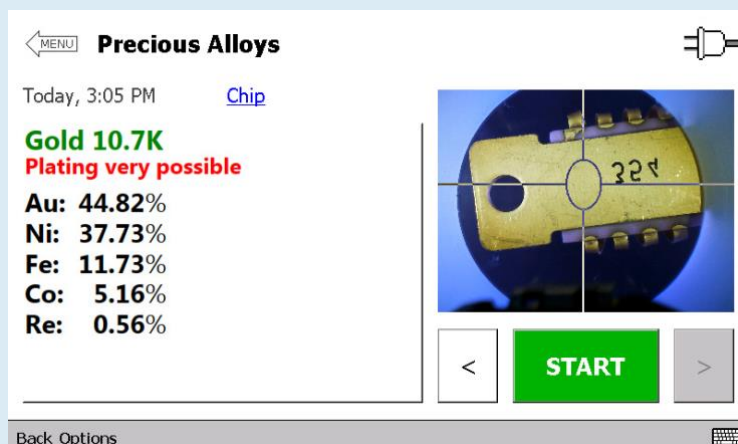 MENU Precious Alloys
Today, 3:05 PM Chip
Gold 10.7K
Plating very possible
Au: 44.82%
Ni: 37.73%
Fe: 11.73%
Co: 5.16%
Re: 0.56%
< START >
Back Options